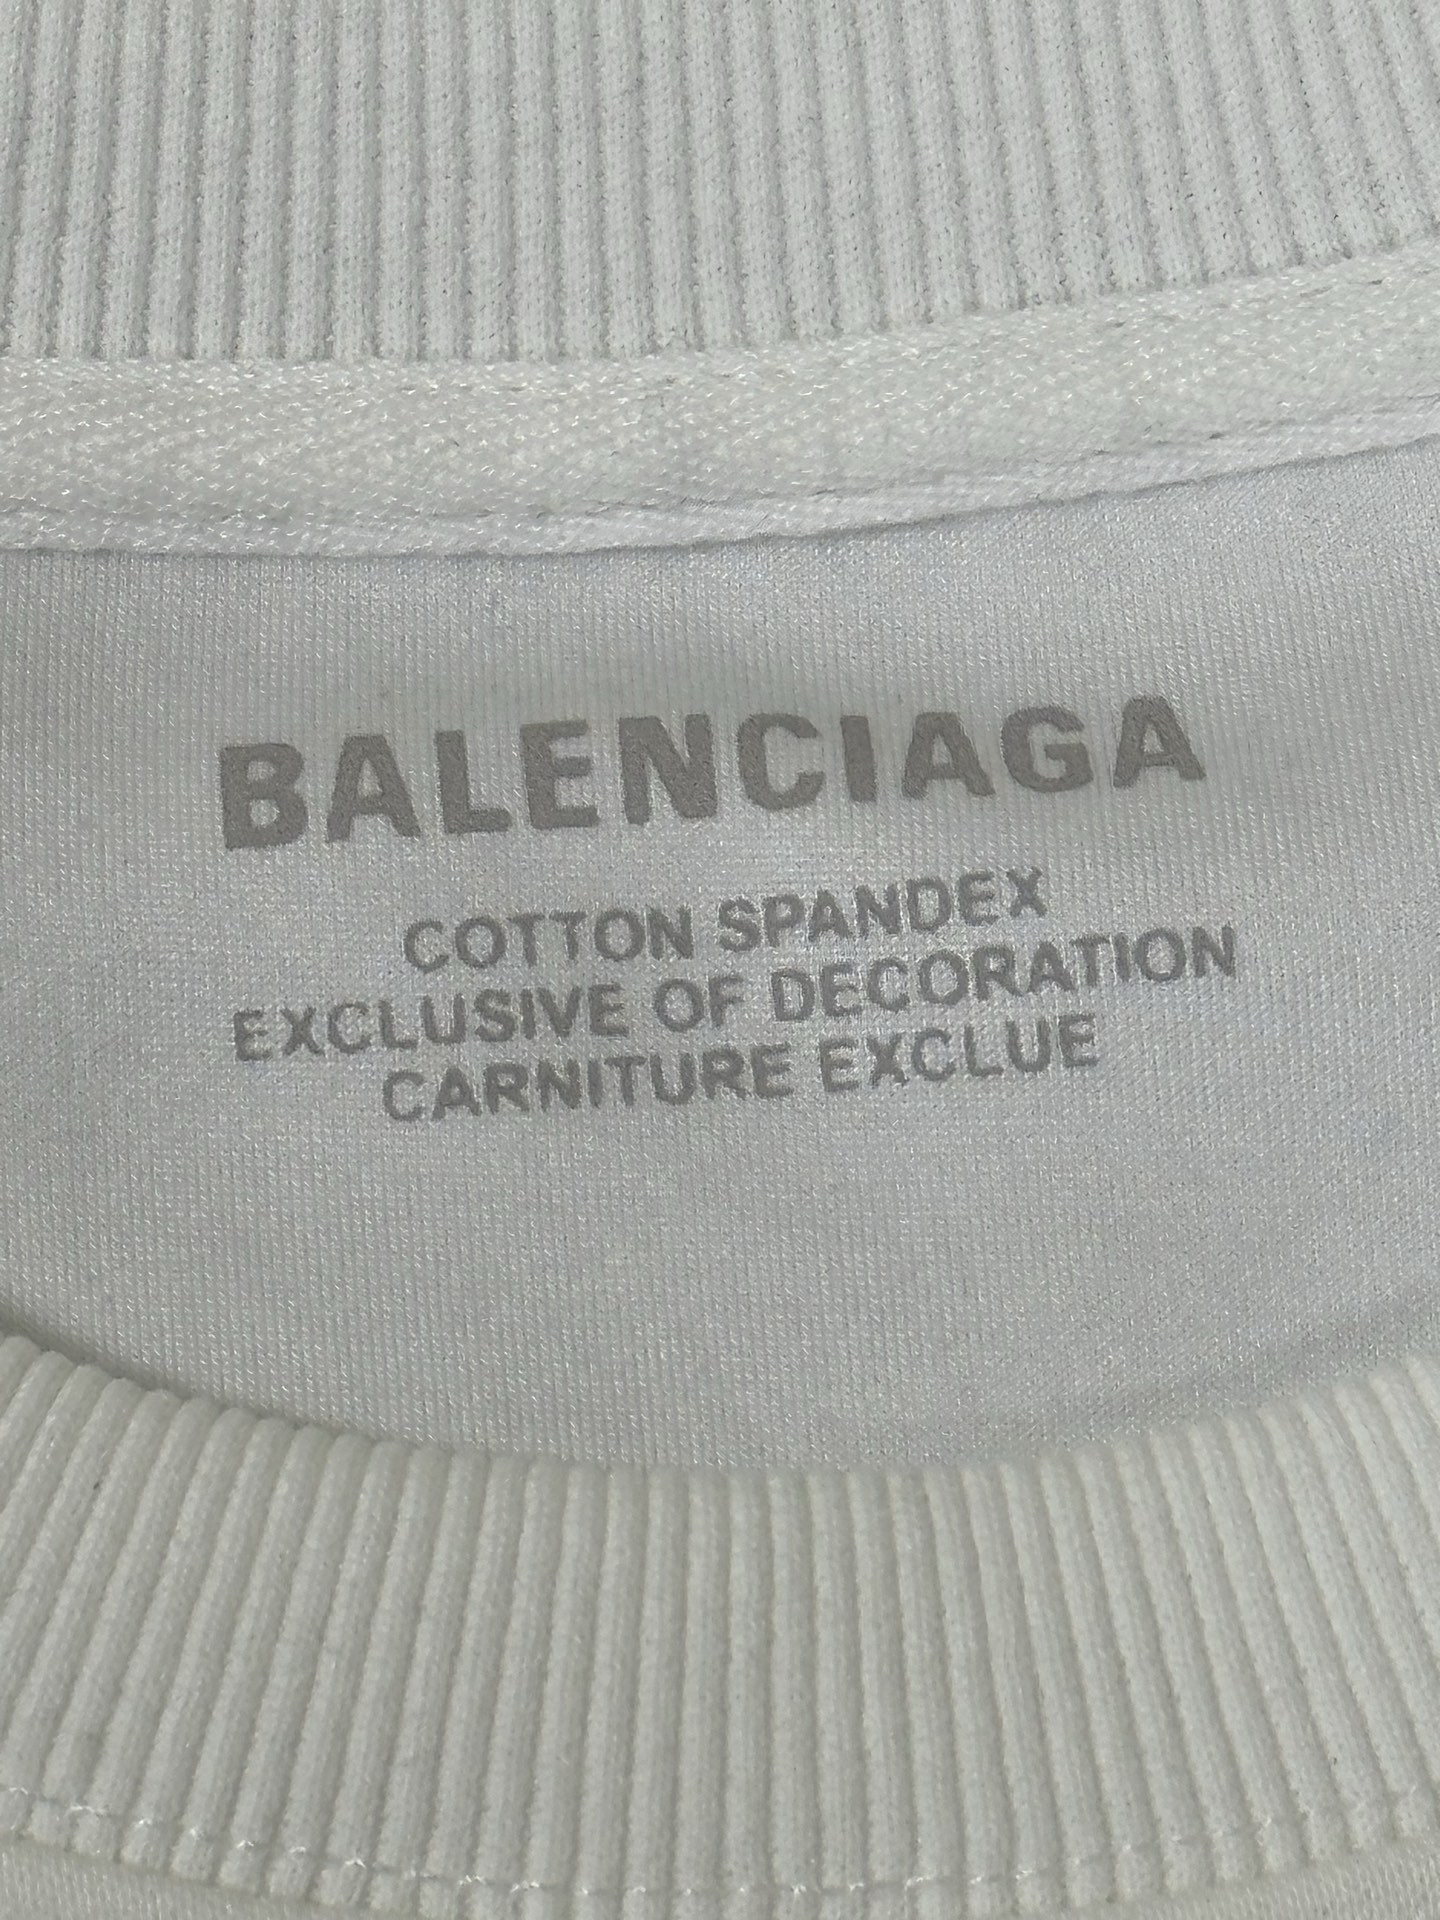 BALENCIAGA
COTTON SPANDEX
EXCLUSIVE OF DECORATION
CARNITURE EXCLUE